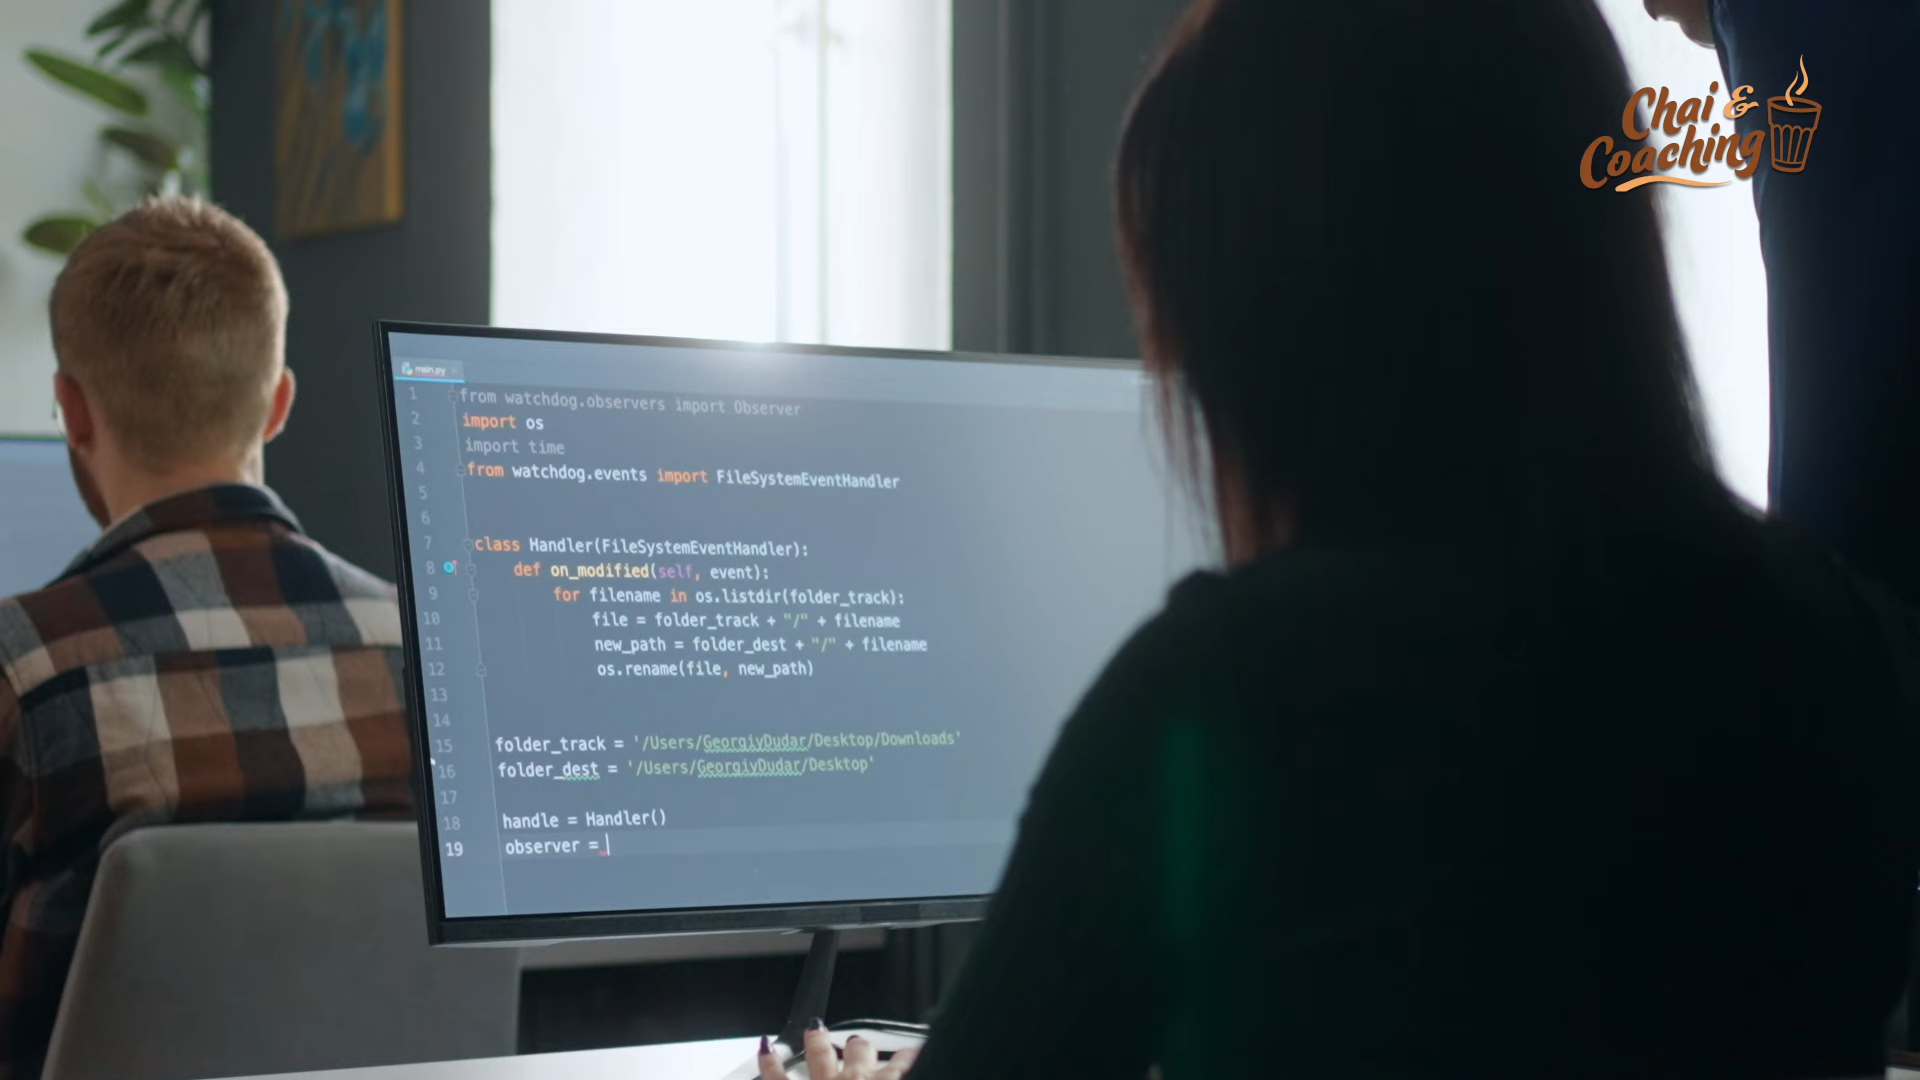 Chai &
Coaching
main.py
1 from watchdog.observers import Observer
2 import os
3 import time
4 from watchdog.events import FileSystemEventHandler
5
6
7 class Handler(FileSystemEventHandler):
8 def on_modified(self, event):
9 for filename in os.listdir(folder_track):
10 file = folder_track + "/" + filename
11 new_path = folder_dest + "/" + filename
12 os.rename(file, new_path)
13
14
15 folder_track = '/Users/GeorgiyDudar/Desktop/Downloads'
16 folder_dest = '/Users/GeorgiyDudar/Desktop'
17
18 handle = Handler()
19 observer =